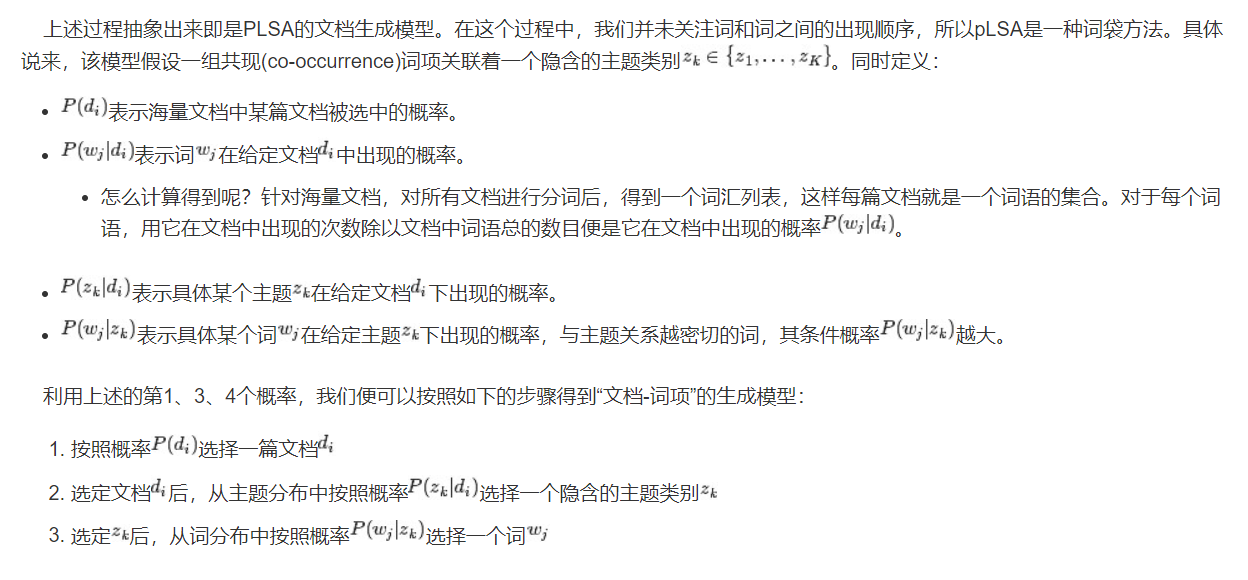 上述过程抽象出来即是PLSA的文档生成模型。在这个过程中，我们并未关注词和词之间的出现顺序，所以pLSA是一种词袋方法。具体
说来，该模型假设一组共现(co-occurrence)词项关联着一个隐含的主题类别$z_k \in \{z_1, \cdots, z_K\}$。同时定义：
• $P(d_i)$表示海量文档中某篇文档被选中的概率。
• $P(w_j|d_i)$表示词$w_j$在给定文档$d_i$中出现的概率。
• 怎么计算得到呢？针对海量文档，对所有文档进行分词后，得到一个词汇列表，这样每篇文档就是一个词语的集合。对于每个词
语，用它在文档中出现的次数除以文档中词语总的数目便是它在文档中出现的概率$P(w_j|d_i)$。
• $P(z_k|d_i)$表示具体某个主题$z_k$在给定文档$d_i$下出现的概率。
• $P(w_j|z_k)$表示具体某个词$w_j$在给定主题$z_k$下出现的概率，与主题关系越密切的词，其条件概率$P(w_j|z_k)$越大。
利用上述的第1、3、4个概率，我们便可以按照如下的步骤得到“文档-词项”的生成模型：
1. 按照概率$P(d_i)$选择一篇文档$d_i$
2. 选定文档$d_i$后，从主题分布中按照概率$P(z_k|d_i)$选择一个隐含的主题类别$z_k$
3. 选定$z_k$后，从词分布中按照概率$P(w_j|z_k)$选择一个词$w_j$